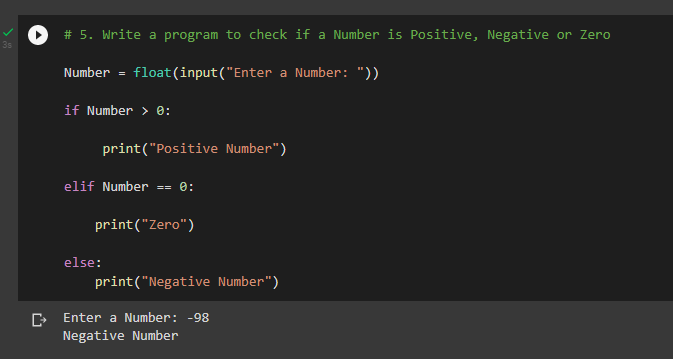 # 5. Write a program to check if a Number is Positive, Negative or Zero
3s
Number = float(input("Enter a Number: "))
if Number > 0:
print("Positive Number")
elif Number == 0:
print("Zero")
else:
print("Negative Number")
Enter a Number: -98
Negative Number